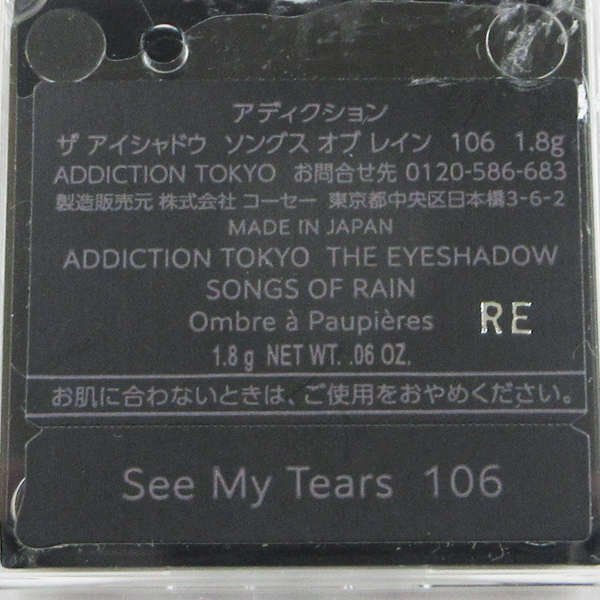 アディクション
ザ アイシャドウ ソングス オブ レイン 106 1.8g
ADDICTION TOKYO お問合せ先 0120-586-683
製造販売元 株式会社 コーセー 東京都中央区日本橋3-6-2
MADE IN JAPAN
ADDICTION TOKYO THE EYESHADOW
SONGS OF RAIN
Ombre à Paupières
RE
1.8 g NET WT. .06 OZ.
お肌に合わないときは、ご使用をおやめください。
See My Tears 106